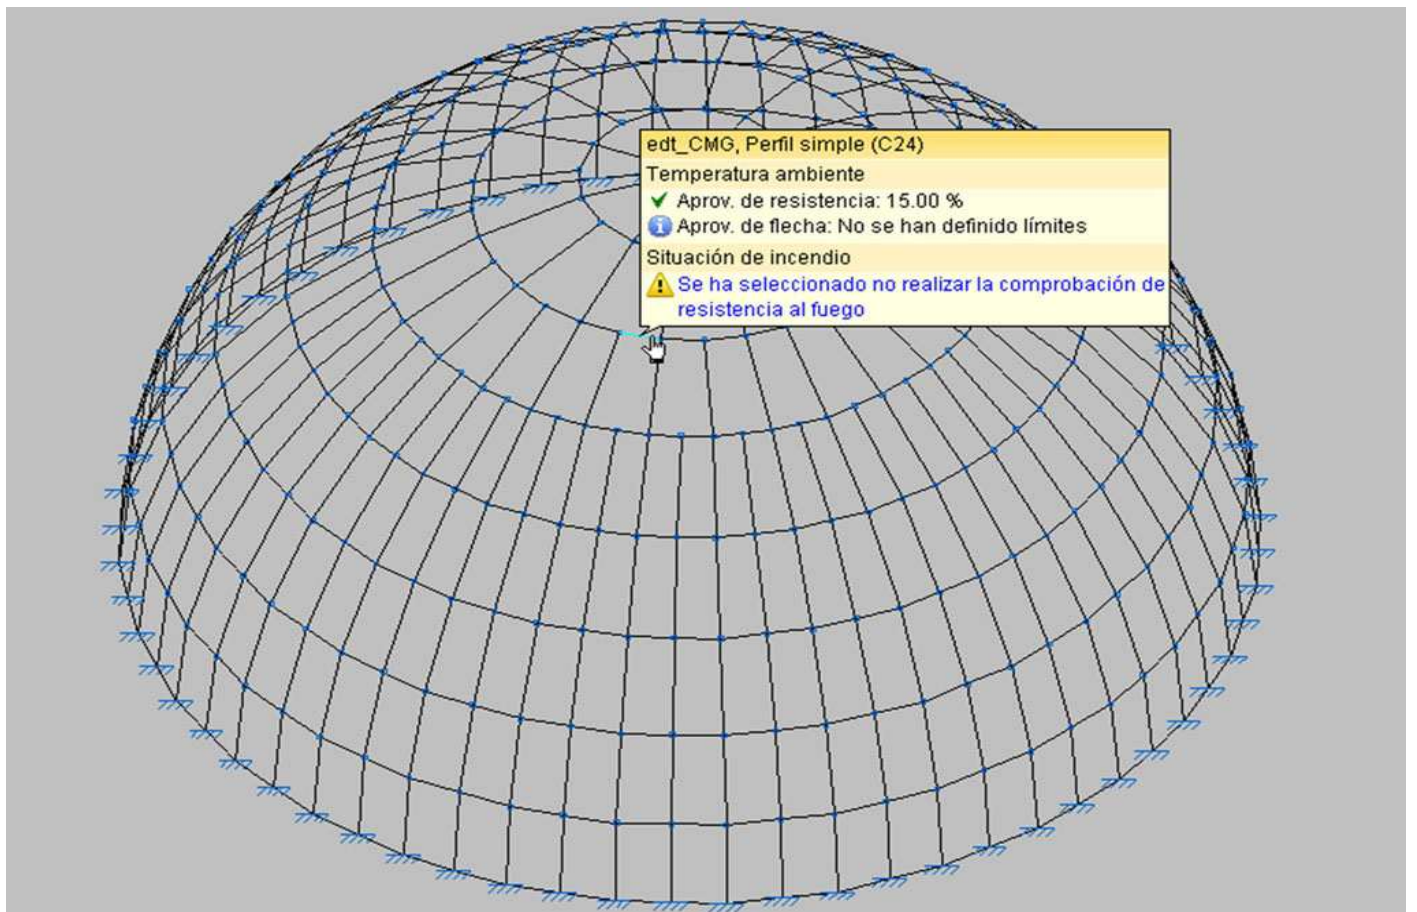 edt_CMG, Perfil simple (C24)
Temperatura ambiente
Aprov. de resistencia: 15.00 %
Aprov. de flecha: No se han definido límites
Situación de incendio
Se ha seleccionado no realizar la comprobación de
resistencia al fuego